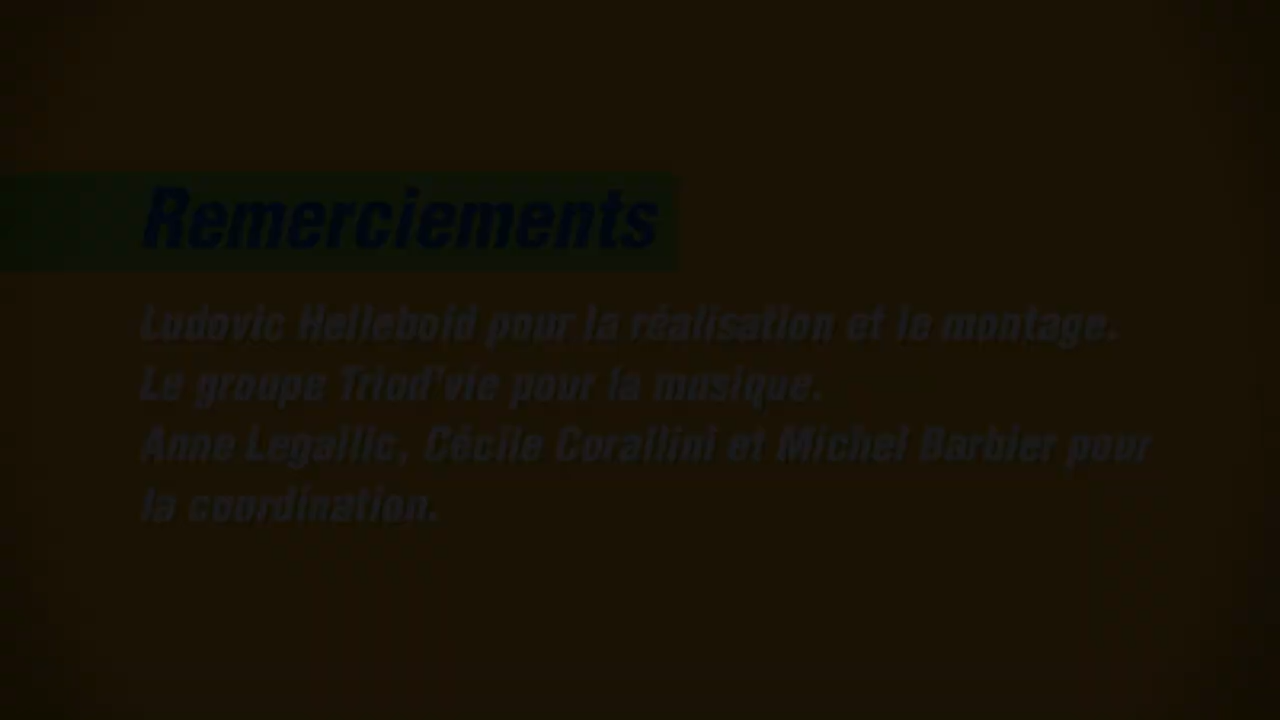 Remerciements
Ludovic Helleboid pour la réalisation et le montage.
Le groupe Triod'vie pour la musique.
Anne Legallic, Cécile Corallini et Michel Barbier pour
la coordination.